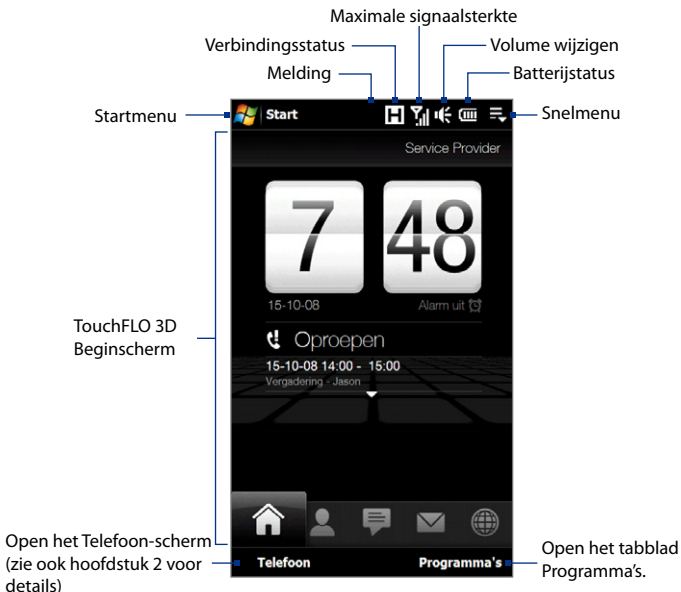 Maximale signaalsterkte
Verbindingsstatus
Volume wijzigen
Melding
Batterijstatus
Startmenu
Start
Snelmenu
Service Provider
7 48
15-10-08
Alarm uit
TouchFLO 3D
Beginscherm
Oproepen
15-10-08 14:00 - 15:00
Vergadering - Jason
Open het Telefoon-scherm
(zie ook hoofdstuk 2 voor
details)
Telefoon
Programma's
Open het tabblad
Programma’s.